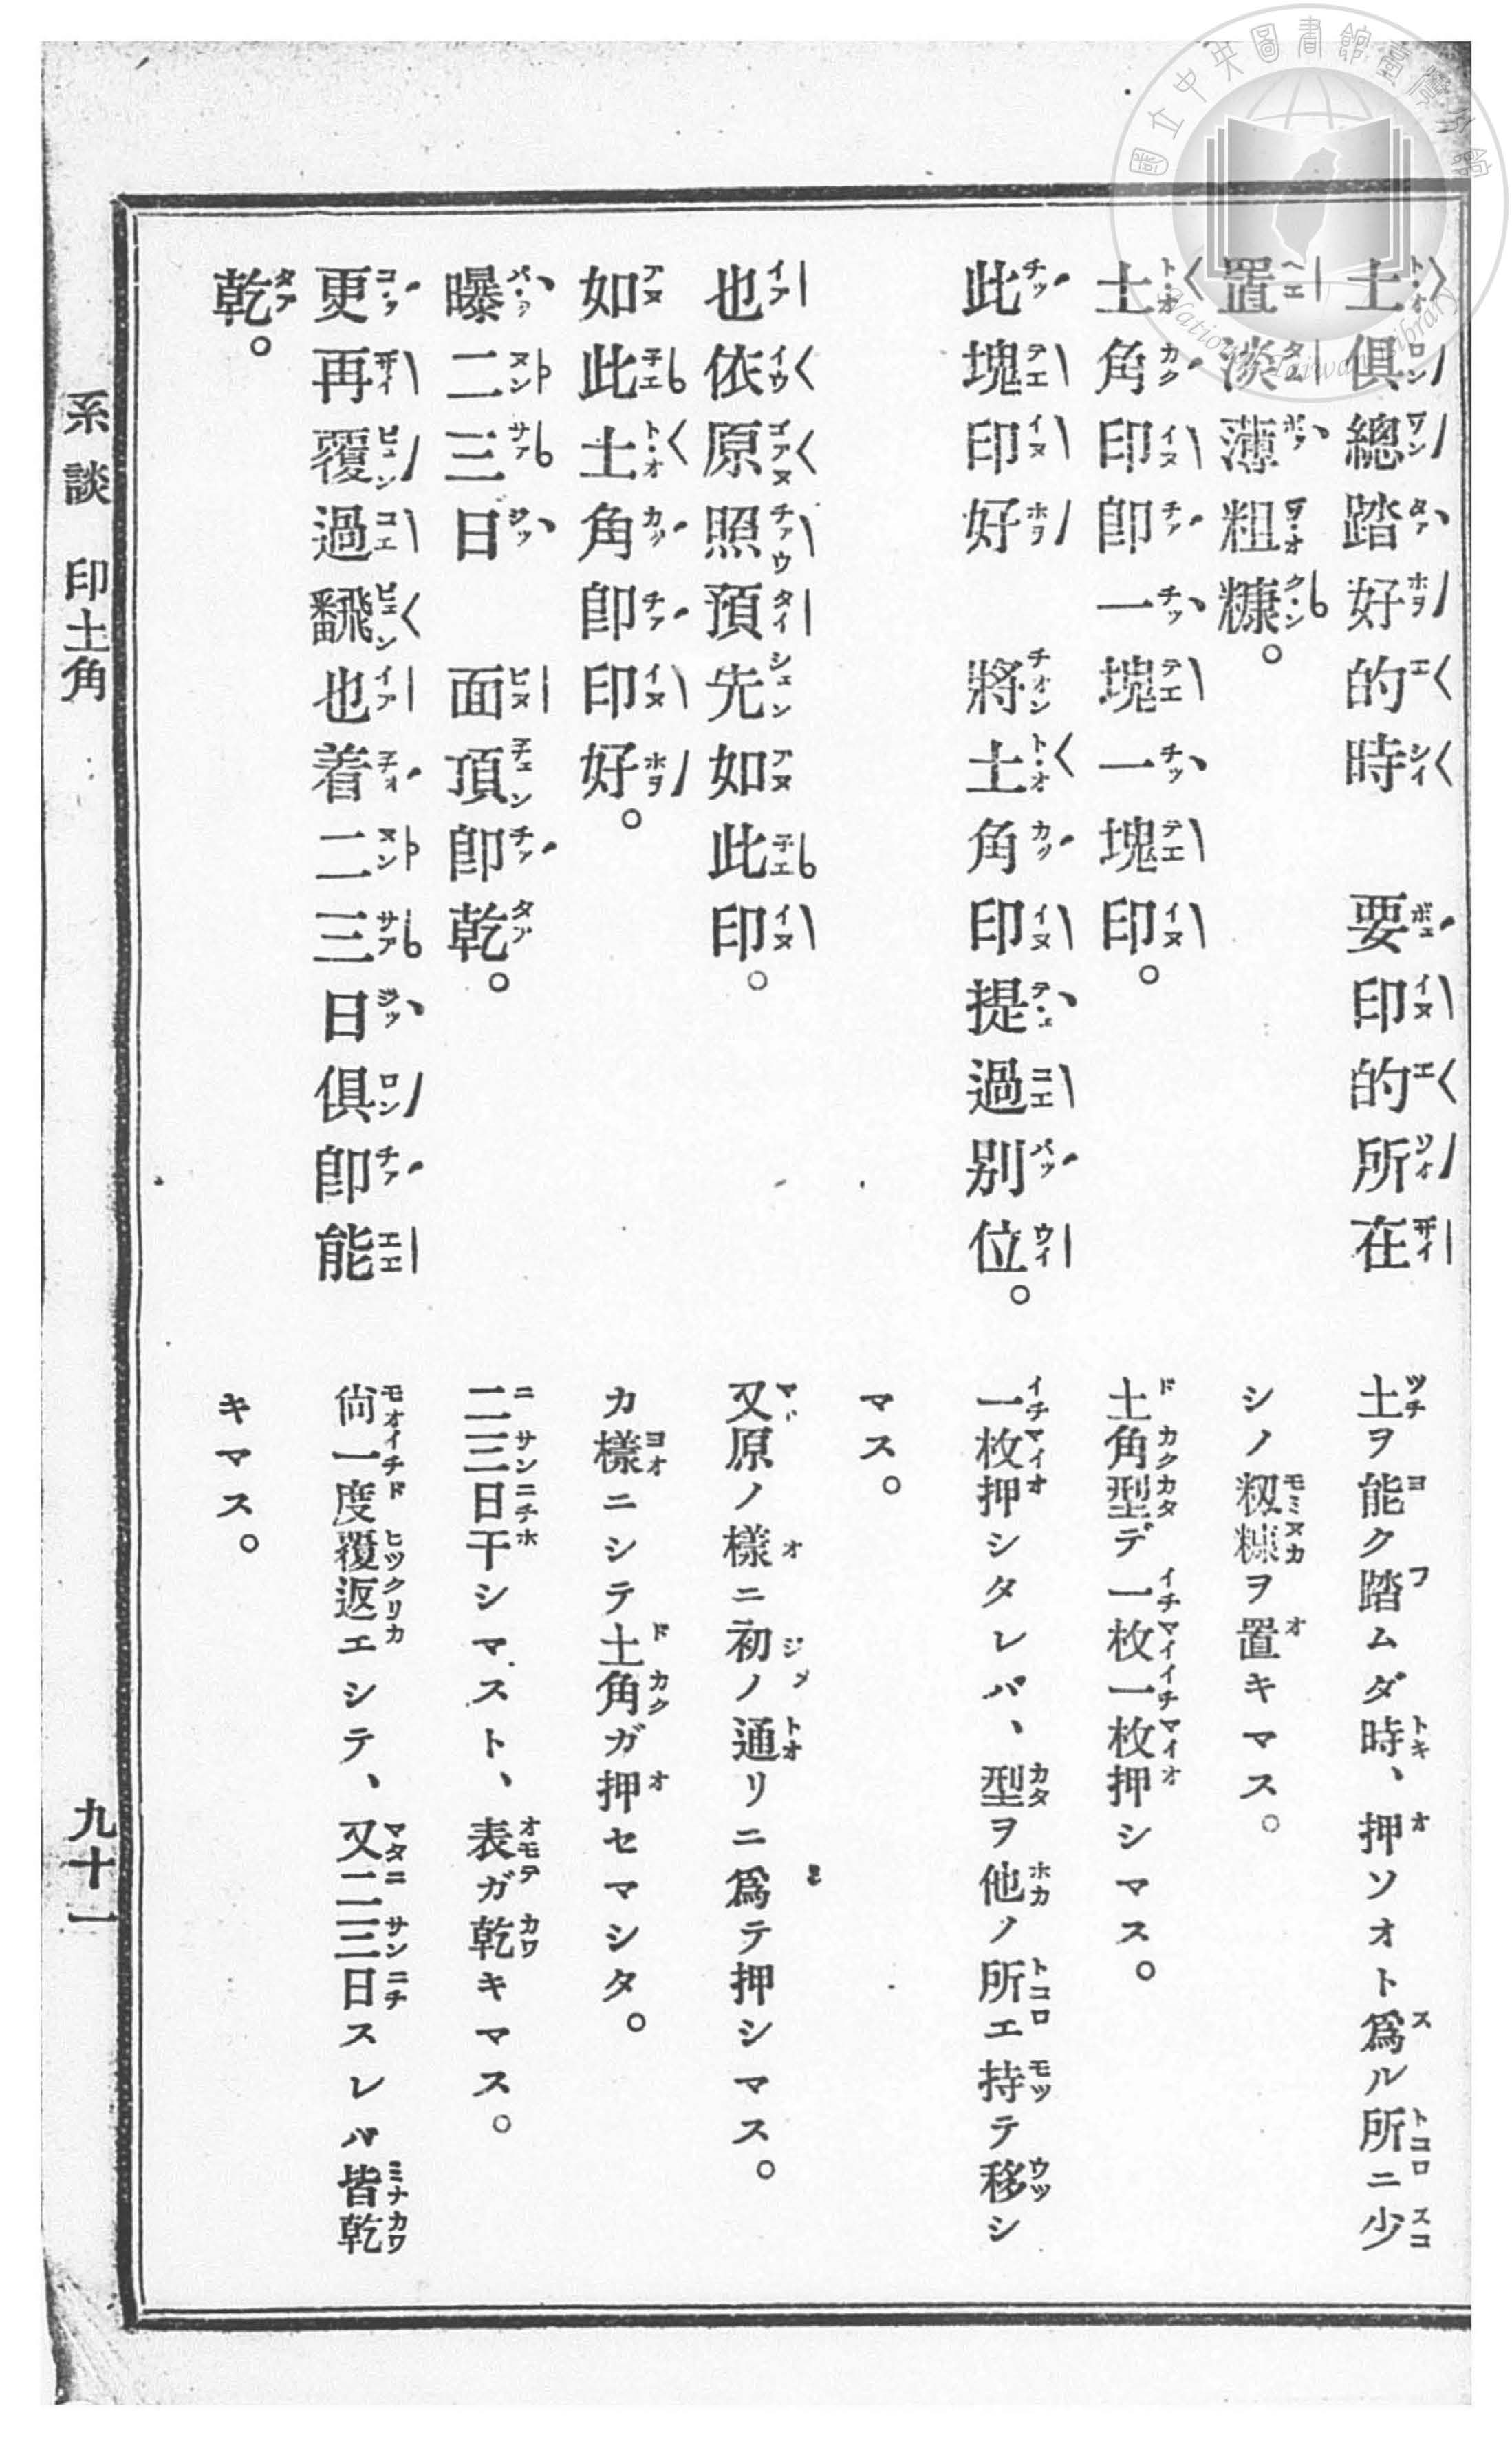 國立中央圖書館臺灣分館
National Taiwan Library
土俱總踏好的時 要印的所在
置淡薄粗糠。
土角印卽一塊一塊印。
此塊印好 將土角印提過別位。
也依原照預先如此印。
如此土角卽印好。
曝二三日 面頂卽乾。
更再覆過飜也着二三日俱卽能
乾。
土ヲ能ク踏ムダ時、押ソオト爲ル所ニ少
シノ籾糠ヲ置キマス。
土角型デ一枚一枚押シマス。
一枚押シタレバ、型ヲ他ノ所エ持テ移シ
マス。
又原ノ樣ニ初ノ通リニ爲テ押シマス。
カ樣ニシテ土角ガ押セマシタ。
二三日干シマスト、表ガ乾キマス。
尙一度覆返エシテ、又二三日スレバ皆乾
キマス。
系談 印土角
九十一